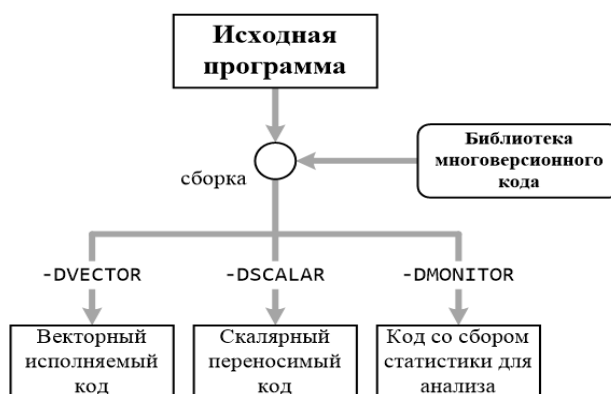 Исходная
программа
Библиотека
многоверсионного
кода
сборка
-DVECTOR
-DSCALAR
-DMONITOR
Векторный
исполняемый
код
Скалярный
переносимый
код
Код со сбором
статистики для
анализа